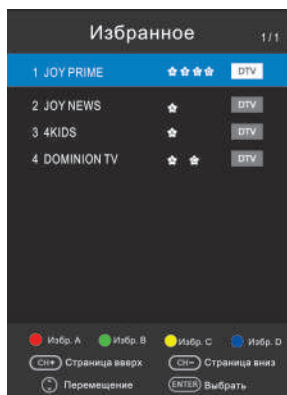 Избранное 1/1
1 JOY PRIME DTV
2 JOY NEWS DTV
3 4KIDS DTV
4 DOMINION TV DTV
Избр. A Избр. B Избр. C Избр. D
CH+ Страница вверх CH- Страница вниз
Перемещение ENTER Выбрать